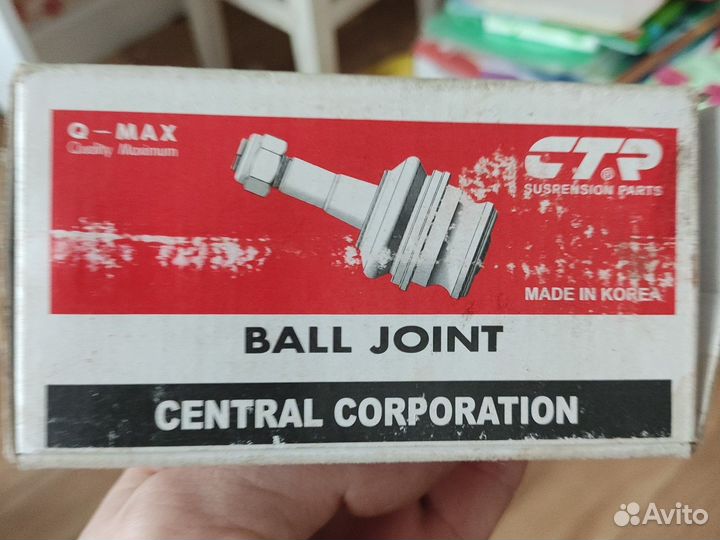 Q-MAX
Quality Maximum
CTR®
SUSPENSION PARTS
MADE IN KOREA
BALL JOINT
CENTRAL CORPORATION
Avito